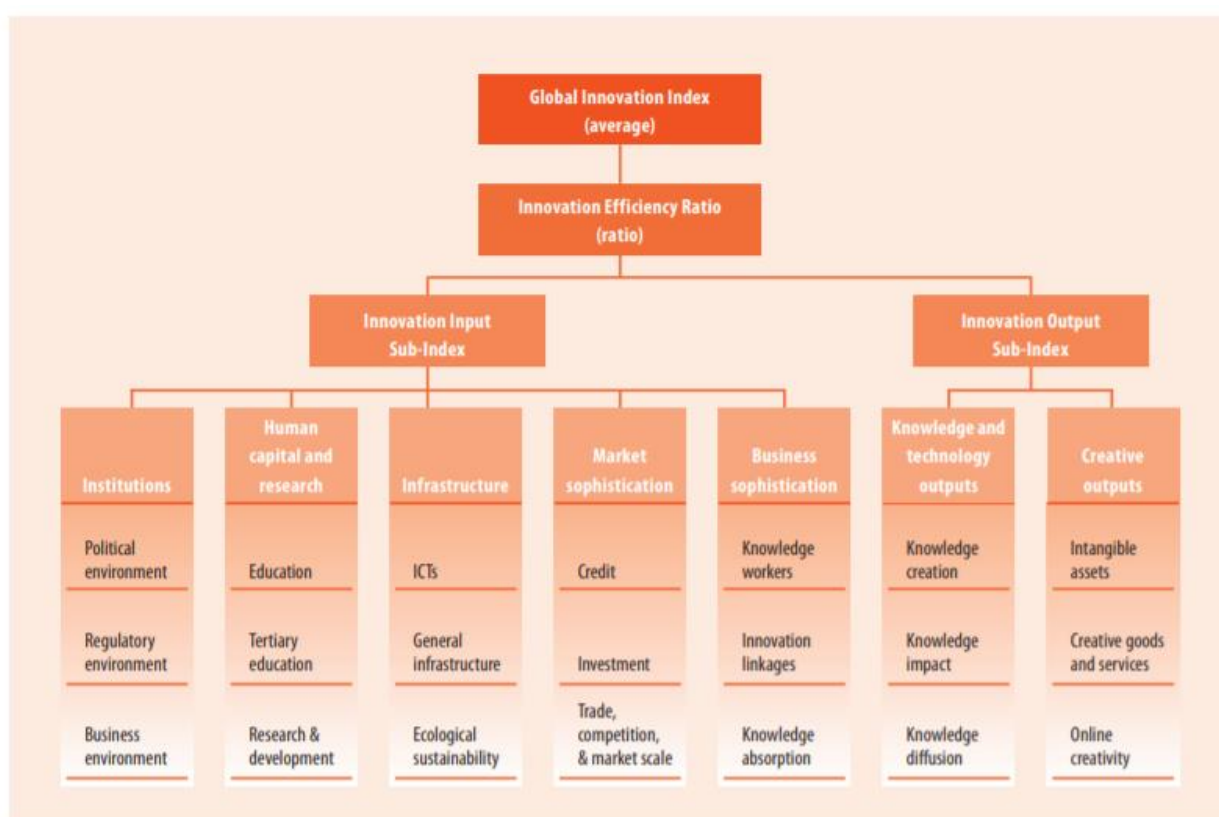 Global Innovation Index
(average)
Innovation Efficiency Ratio
(ratio)
Innovation Input
Sub-Index
Innovation Output
Sub-Index
Institutions
Human
capital and
research
Infrastructure
Market
sophistication
Business
sophistication
Knowledge and
technology
outputs
Creative
outputs
Political
environment
Education
ICTs
Credit
Knowledge
workers
Knowledge
creation
Intangible
assets
Regulatory
environment
Tertiary
education
General
infrastructure
Investment
Innovation
linkages
Knowledge
impact
Creative goods
and services
Business
environment
Research &
development
Ecological
sustainability
Trade,
competition,
& market scale
Knowledge
absorption
Knowledge
diffusion
Online
creativity